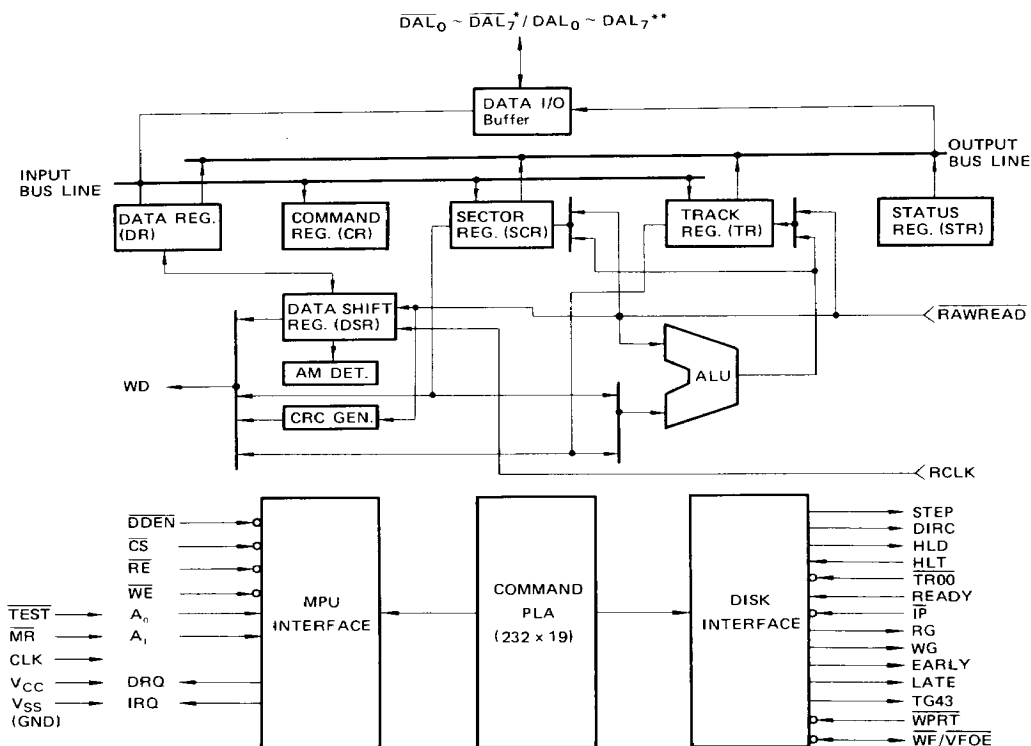 DAL0 ~ DAL7* / DAL0 ~ DAL7**
DATA I/O
Buffer
INPUT
BUS LINE
OUTPUT
BUS LINE
DATA REG.
(DR)
COMMAND
REG. (CR)
SECTOR
REG. (SCR)
TRACK
REG. (TR)
STATUS
REG. (STR)
DATA SHIFT
REG. (DSR)
RAWREAD
AM DET.
ALU
WD
CRC GEN.
RCLK
DDEN
CS
RE
WE
TEST
A0
MR
A1
CLK
VCC
DRQ
VSS
IRQ
(GND)
MPU
INTERFACE
COMMAND
PLA
(232 x 19)
DISK
INTERFACE
STEP
DIRC
HLD
HLT
TR00
READY
IP
RG
WG
EARLY
LATE
TG43
WPRT
WF/VFOE